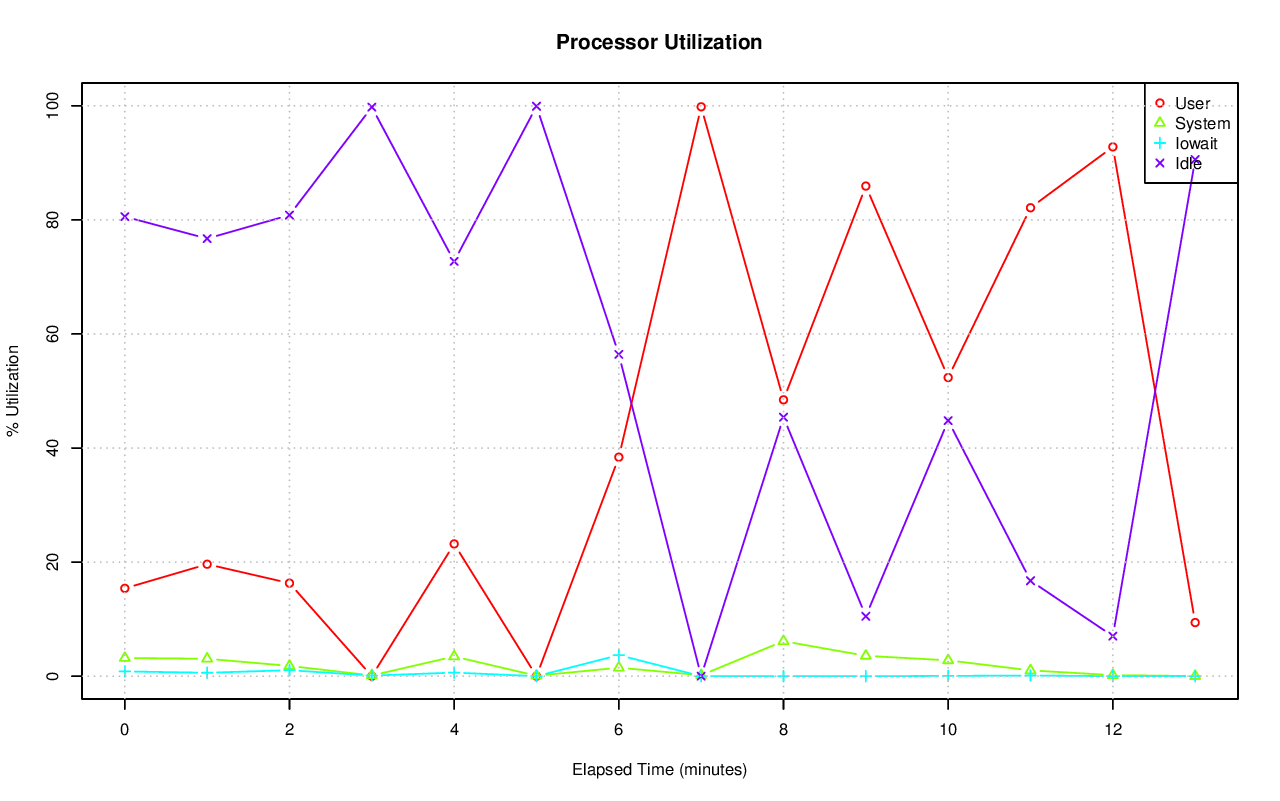 Processor Utilization
% Utilization
100
80
60
40
20
0
User
System
Iowait
Idle
0 2 4 6 8 10 12
Elapsed Time (minutes)